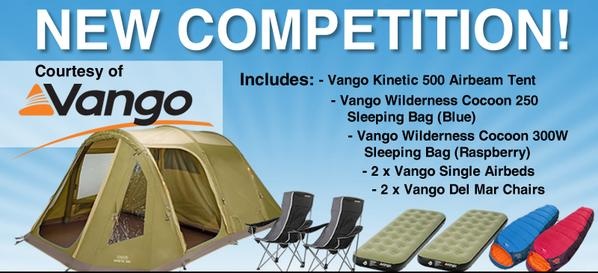 NEW COMPETITION!
Courtesy of
Vango
Includes: - Vango Kinetic 500 Airbeam Tent
- Vango Wilderness Cocoon 250
Sleeping Bag (Blue)
- Vango Wilderness Cocoon 300W
Sleeping Bag (Raspberry)
- 2 x Vango Single Airbeds
- 2 x Vango Del Mar Chairs